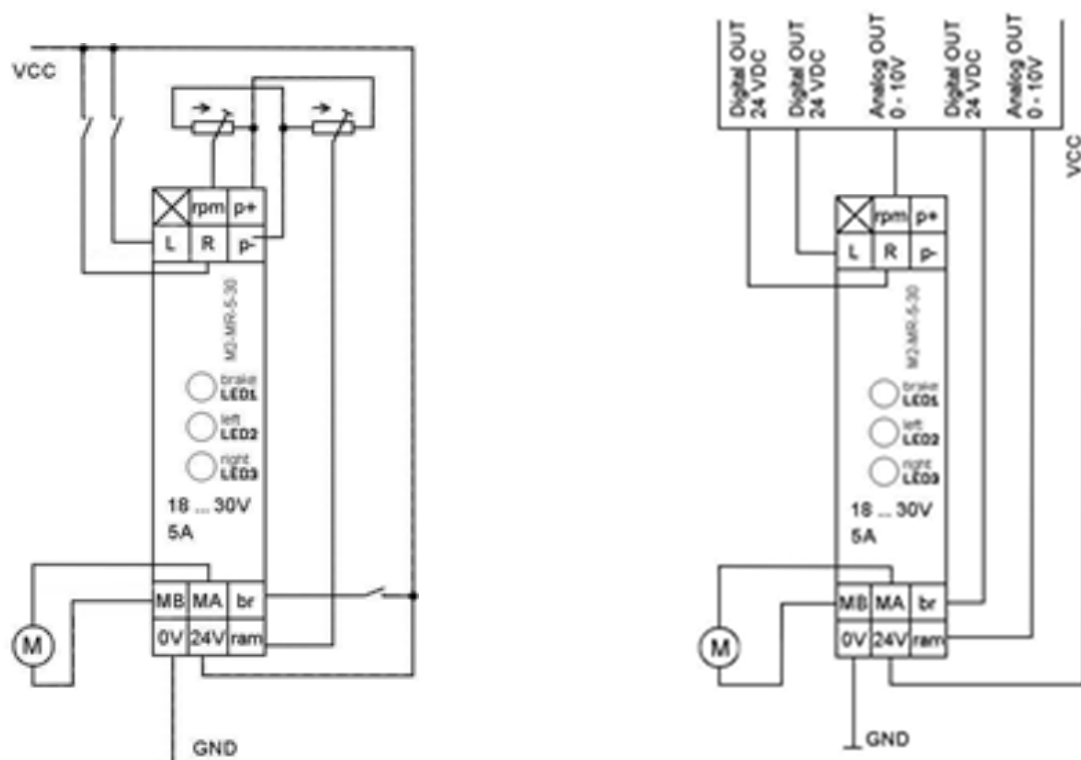 VCC
rpm p+
L R p-
M2-MR-5-30
brake
LED1
left
LED2
right
LED3
18 ... 30V
5A
MB MA br
0V 24V ram
M
GND
Digital OUT
24 VDC
Digital OUT
24 VDC
Analog OUT
0 - 10V
Digital OUT
24 VDC
Analog OUT
0 - 10V
VCC
rpm p+
L R p-
M2-MR-5-30
brake
LED1
left
LED2
right
LED3
18 ... 30V
5A
MB MA br
0V 24V ram
M
GND